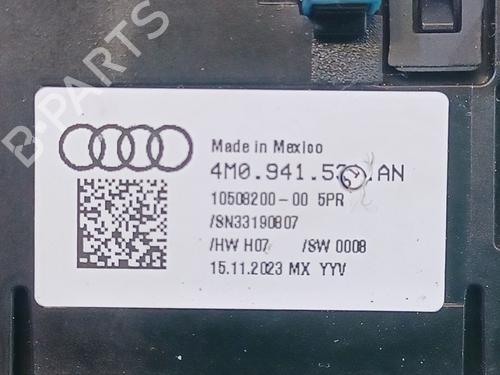 B-PARTS
Made in Mexico
4M0.941.5 .AN
10508200-00 5PR
/SN33190807
/HW H07 /SW 0008
15.11.2023 MX YYV